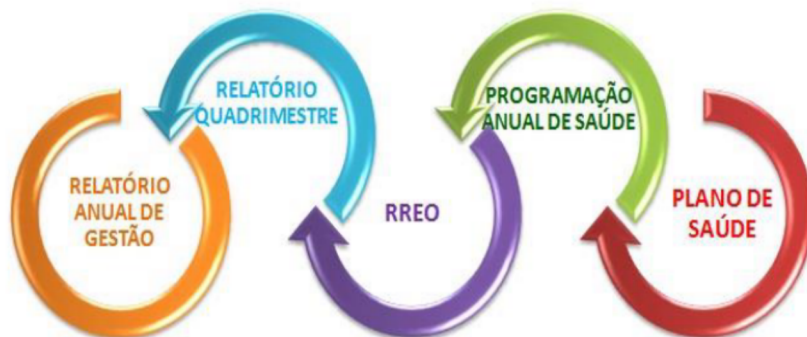 RELATÓRIO
ANUAL DE
GESTÃO
RELATÓRIO
QUADRIMESTRE
RREO
PROGRAMAÇÃO
ANUAL DE SAÚDE
PLANO DE
SAÚDE